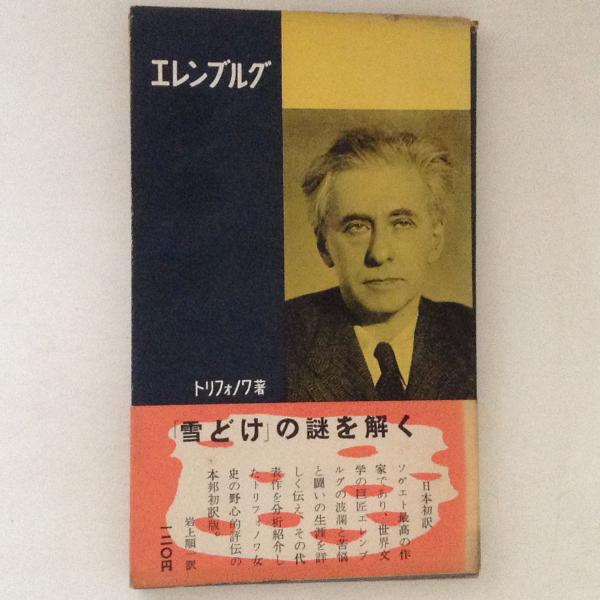 エレンブルグ
トリフォノワ著
「雪どけ」の謎を解く
日本初訳
ソヴエト最高の作
家であり、世界文
学の巨匠エレンブ
ルグの波瀾と苦悩
と闘いの生涯を詳
しく伝え、その代
表作を分析紹介し
たトリフォノワ女
史の野心的評伝の
本邦初訳版。
岩上順一訳
一二〇円